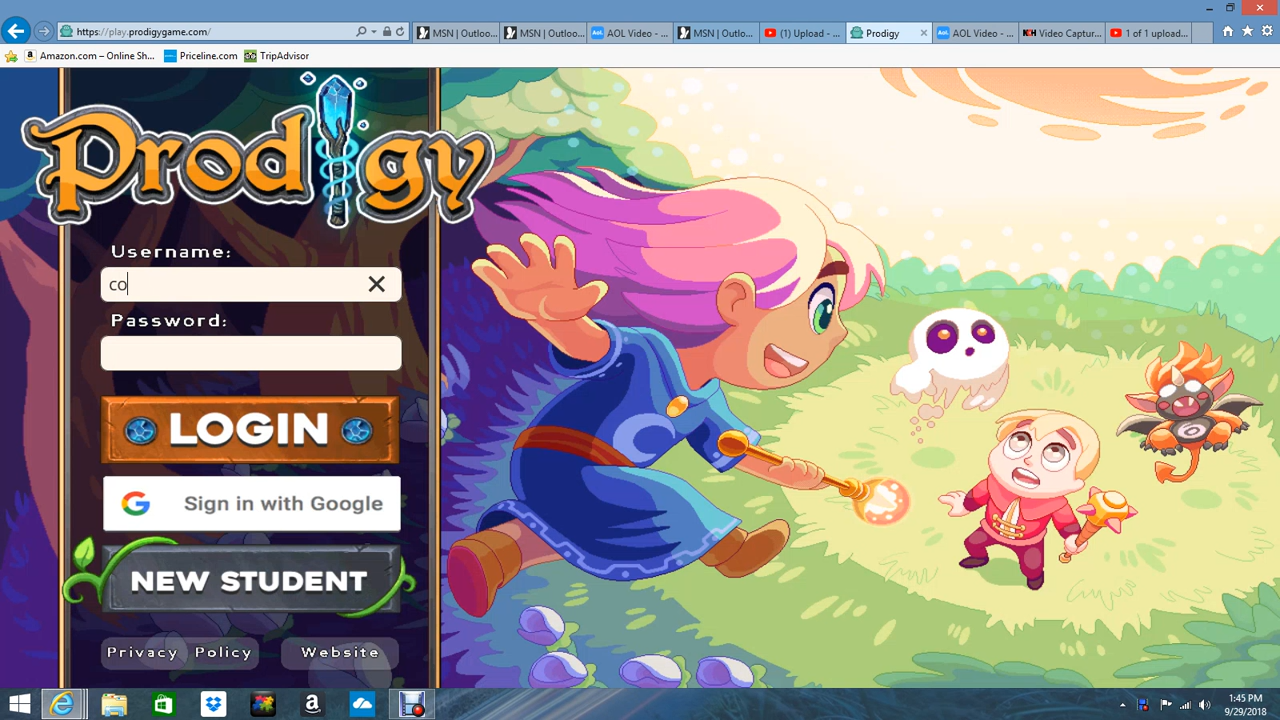 https://play.prodigygame.com/
MSN | Outloo...
MSN | Outloo...
AOL Video - ...
MSN | Outlo...
(1) Upload - ...
Prodigy
AOL Video - ...
Video Captur...
1 of 1 upload...
Amazon.com – Online Sh...
Priceline.com
TripAdvisor
Prodigy
Username:
co
Password:
LOGIN
Sign in with Google
NEW STUDENT
Privacy Policy
Website
1:45 PM
9/29/2018